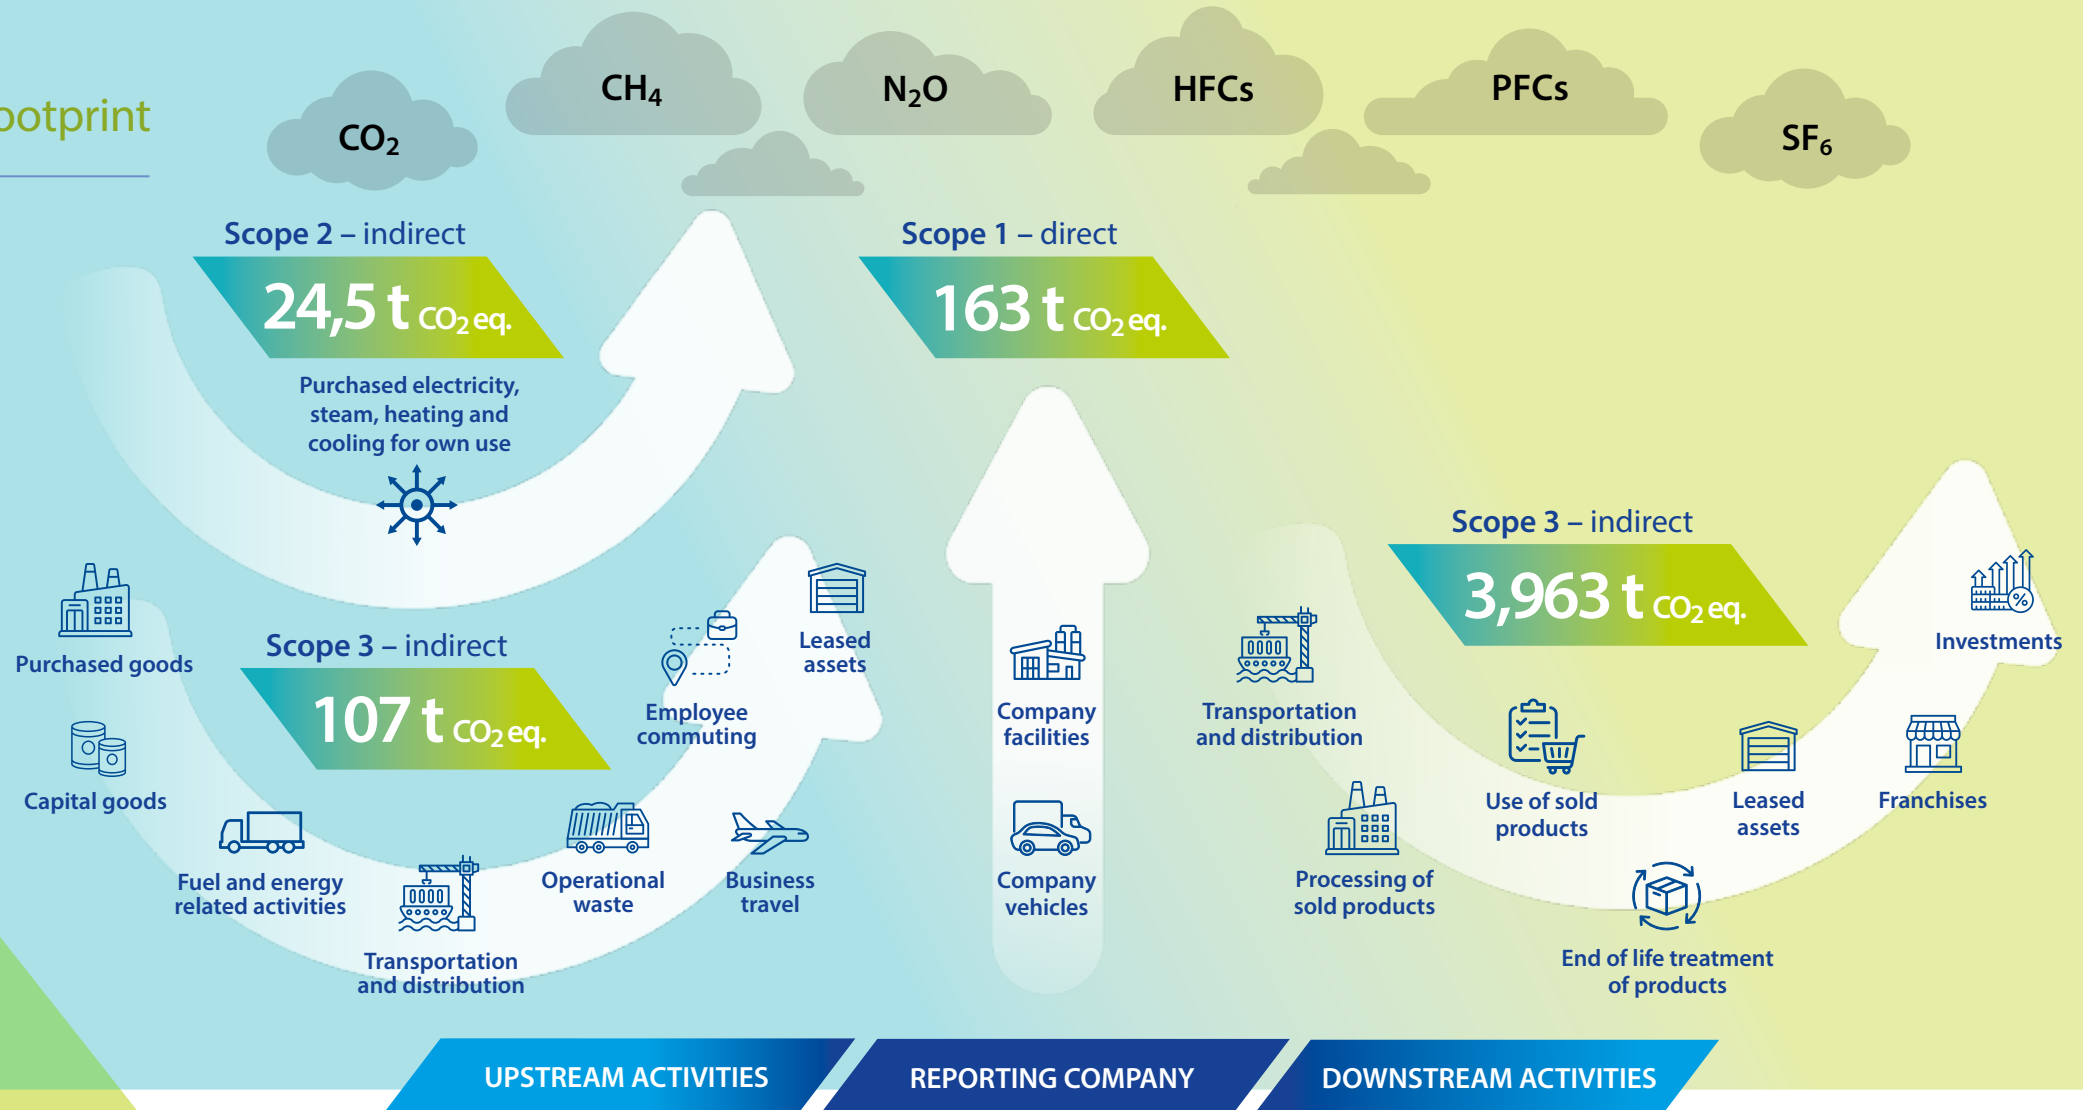 ootprint
CO₂
CH₄
N₂O
HFCs
PFCs
SF₆
Scope 2 – indirect
24,5 t CO₂ eq.
Purchased electricity,
steam, heating and
cooling for own use
Scope 1 – direct
163 t CO₂ eq.
Purchased goods
Capital goods
Scope 3 – indirect
107 t CO₂ eq.
Fuel and energy
related activities
Transportation
and distribution
Operational
waste
Business
travel
Employee
commuting
Leased
assets
Company
facilities
Company
vehicles
Scope 3 – indirect
3,963 t CO₂ eq.
Transportation
and distribution
Processing of
sold products
Use of sold
products
End of life treatment
of products
Leased
assets
Franchises
%
Investments
UPSTREAM ACTIVITIES
REPORTING COMPANY
DOWNSTREAM ACTIVITIES